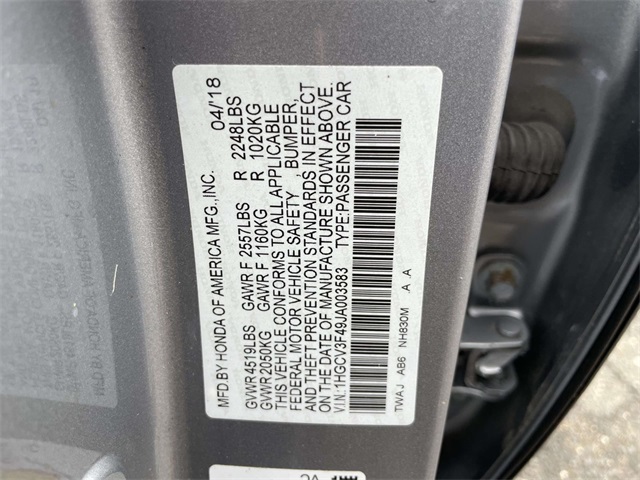 MFD.BY HONDA OF AMERICA MFG.,INC. 04/'18
GVWR 4519LBS GAWR F 2557LBS R 2248LBS
GVWR 2050KG GAWR F 1160KG R 1020KG
THIS VEHICLE CONFORMS TO ALL APPLICABLE
FEDERAL MOTOR VEHICLE SAFETY , BUMPER,
AND THEFT PREVENTION STANDARDS IN EFFECT
ON THE DATE OF MANUFACTURE SHOWN ABOVE.
V.I.N.:1HGCV3F49JA003583 TYPE:PASSENGER CAR
TWAJ AB6 NH830M .A .A